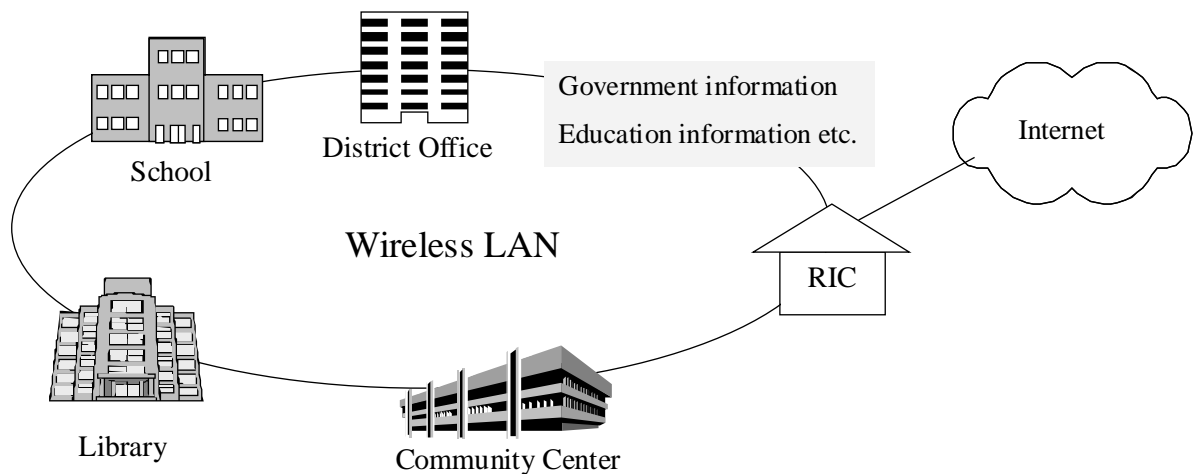 Government information
Education information etc.
Internet
School
District Office
Wireless LAN
RIC
Library
Community Center